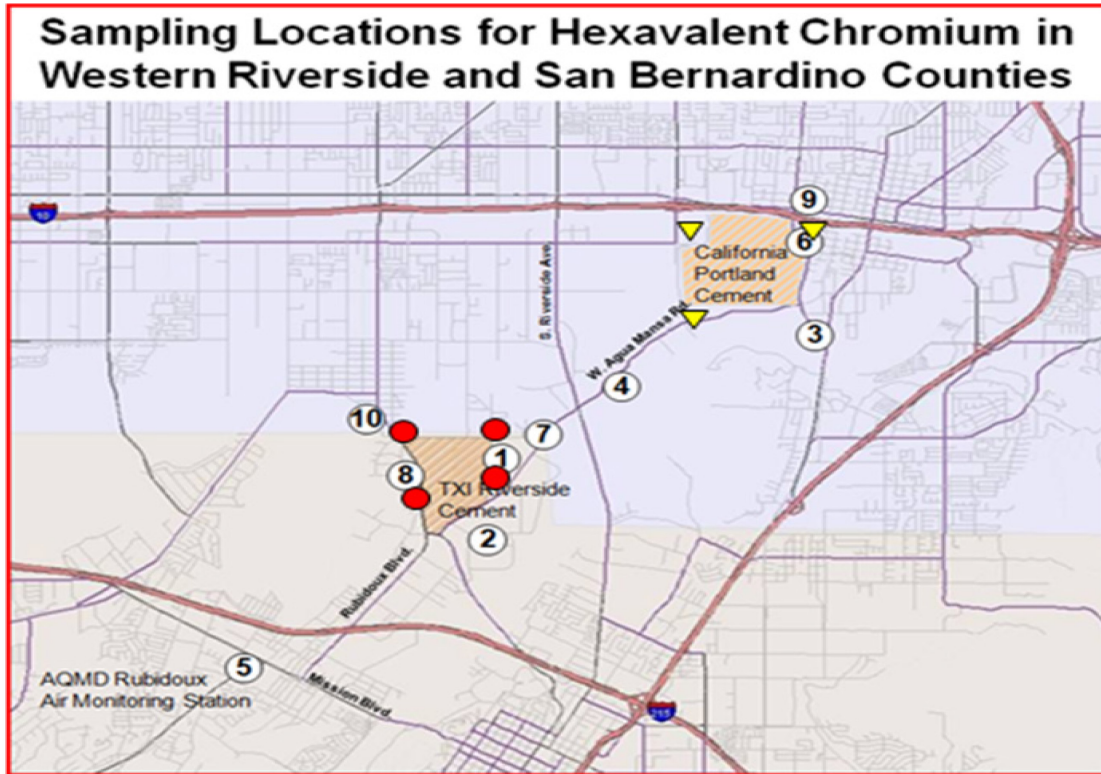 Sampling Locations for Hexavalent Chromium in
Western Riverside and San Bernardino Counties
10
9
6
California
Portland
Cement
S. Riverside Ave.
W. Agua Mansa Rd.
3
4
10
7
1
8
TXI Riverside
Cement
2
Rubidoux Blvd.
5
AQMD Rubidoux
Air Monitoring Station
Mission Blvd
215